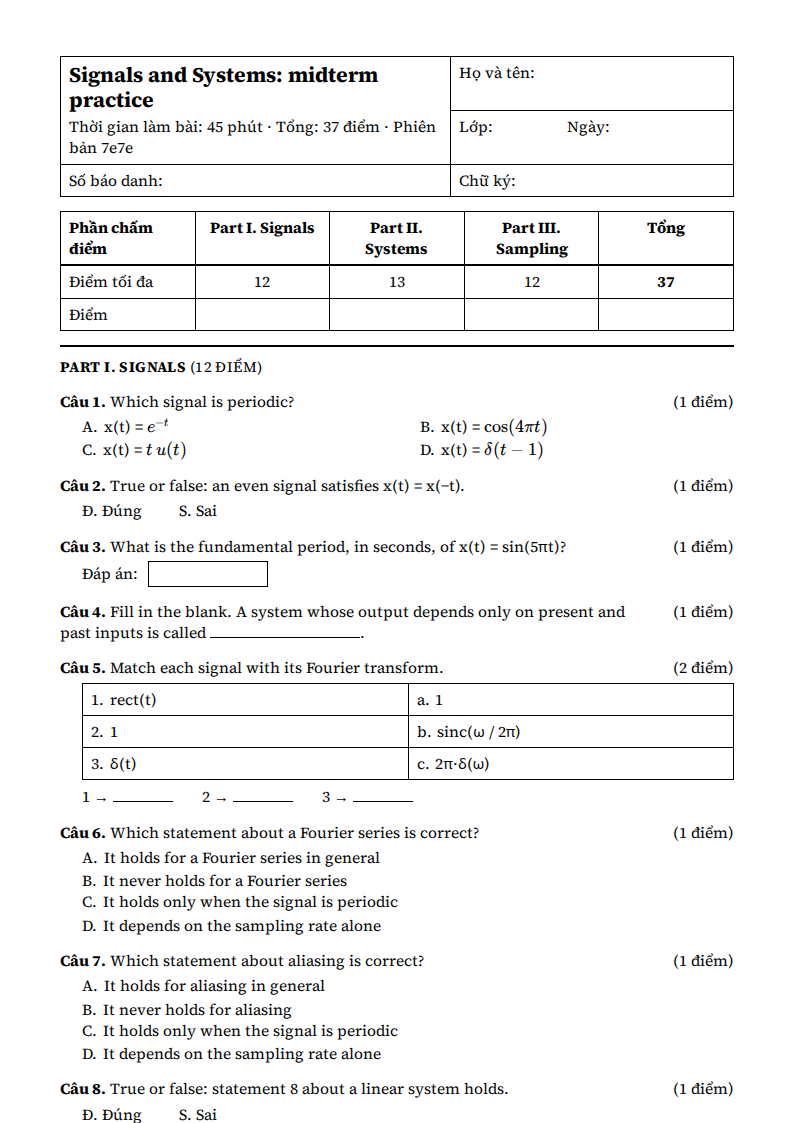 Signals and Systems: midterm
practice
Thời gian làm bài: 45 phút · Tổng: 37 điểm · Phiên
bản 7e7e
Họ và tên:
Lớp: Ngày:
Số báo danh:
Chữ ký:
Phần chấm
điểm
Part I. Signals
Part II.
Systems
Part III.
Sampling
Tổng
Điểm tối đa 12 13 12 37
Điểm
PART I. SIGNALS (12 ĐIỂM)
Câu 1. Which signal is periodic? (1 điểm)
A. x(t) = e⁻ᵗ B. x(t) = cos(4πt)
C. x(t) = t u(t) D. x(t) = δ(t − 1)
Câu 2. True or false: an even signal satisfies x(t) = x(−t). (1 điểm)
Đ. Đúng S. Sai
Câu 3. What is the fundamental period, in seconds, of x(t) = sin(5πt)? (1 điểm)
Đáp án:
Câu 4. Fill in the blank. A system whose output depends only on present and (1 điểm)
past inputs is called ____________.
Câu 5. Match each signal with its Fourier transform. (2 điểm)
1. rect(t) a. 1
2. 1 b. sinc(ω / 2π)
3. δ(t) c. 2π·δ(ω)
1 → ______ 2 → ______ 3 → ______
Câu 6. Which statement about a Fourier series is correct? (1 điểm)
A. It holds for a Fourier series in general
B. It never holds for a Fourier series
C. It holds only when the signal is periodic
D. It depends on the sampling rate alone
Câu 7. Which statement about aliasing is correct? (1 điểm)
A. It holds for aliasing in general
B. It never holds for aliasing
C. It holds only when the signal is periodic
D. It depends on the sampling rate alone
Câu 8. True or false: statement 8 about a linear system holds. (1 điểm)
Đ. Đúng S. Sai